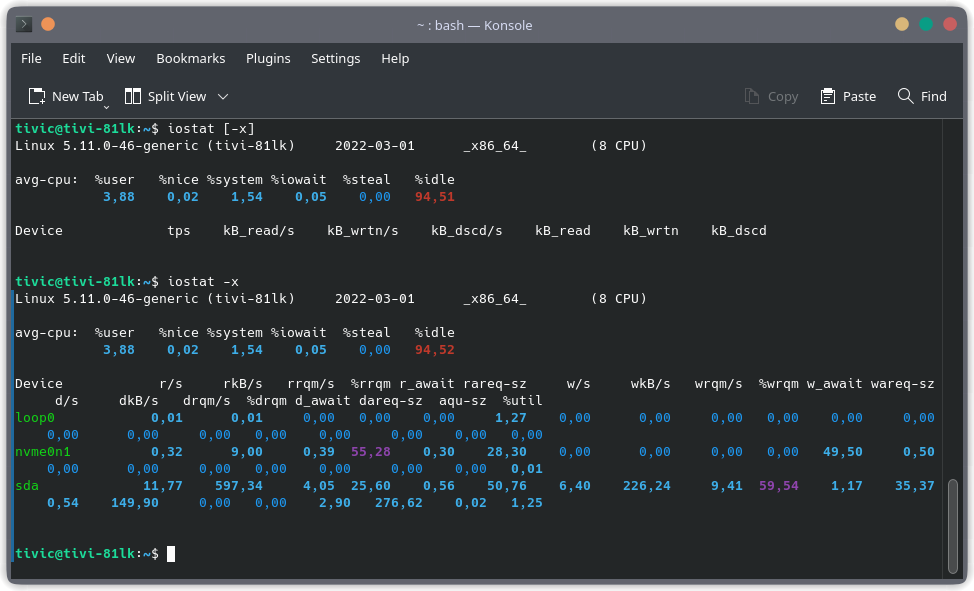 ~ : bash — Konsole
File Edit View Bookmarks Plugins Settings Help
New Tab Split View Copy Paste Find
tivic@tivi-81lk:~$ iostat [-x]
Linux 5.11.0-46-generic (tivi-81lk) 2022-03-01 _x86_64_ (8 CPU)
avg-cpu: %user %nice %system %iowait %steal %idle
3,88 0,02 1,54 0,05 0,00 94,51
Device tps kB_read/s kB_wrtn/s kB_dscd/s kB_read kB_wrtn kB_dscd
tivic@tivi-81lk:~$ iostat -x
Linux 5.11.0-46-generic (tivi-81lk) 2022-03-01 _x86_64_ (8 CPU)
avg-cpu: %user %nice %system %iowait %steal %idle
3,88 0,02 1,54 0,05 0,00 94,52
Device r/s rkB/s rrqm/s %rrqm r_await rareq-sz w/s wkB/s wrqm/s %wrqm w_await wareq-sz
d/s dkB/s drqm/s %drqm d_await dareq-sz aqu-sz %util
loop0 0,01 0,01 0,00 0,00 0,00 1,27 0,00 0,00 0,00 0,00 0,00 0,00
0,00 0,00 0,00 0,00 0,00 0,00 0,00 0,00
nvme0n1 0,32 9,00 0,39 55,28 0,30 28,30 0,00 0,00 0,00 0,00 49,50 0,50
0,00 0,00 0,00 0,00 0,00 0,00 0,00 0,01
sda 11,77 597,34 4,05 25,60 0,56 50,76 6,40 226,24 9,41 59,54 1,17 35,37
0,54 149,90 0,00 0,00 2,90 276,62 0,02 1,25
tivic@tivi-81lk:~$